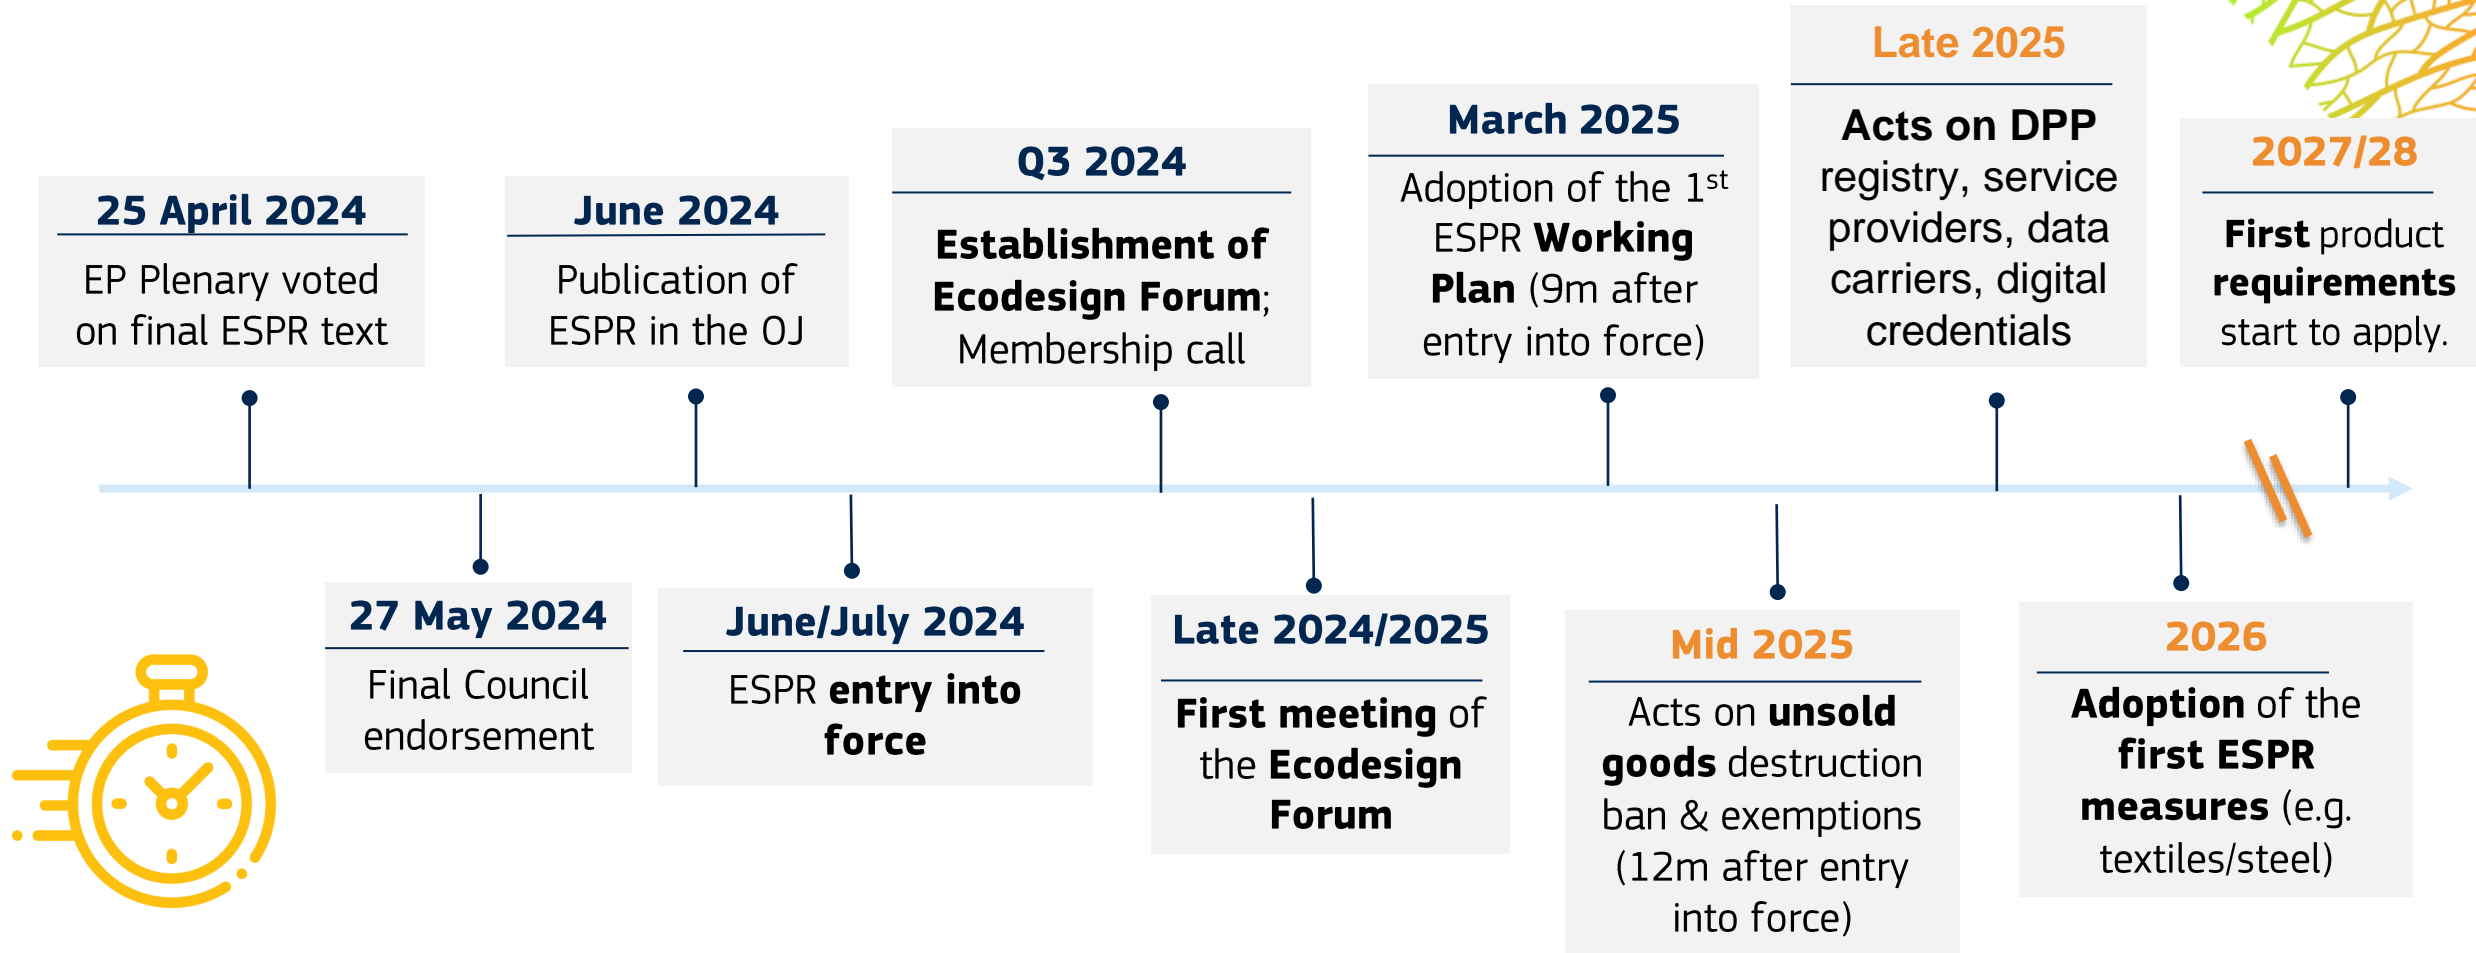 25 April 2024
EP Plenary voted
on final ESPR text
27 May 2024
Final Council
endorsement
June 2024
Publication of
ESPR in the OJ
June/July 2024
ESPR entry into
force
Q3 2024
Establishment of
Ecodesign Forum;
Membership call
Late 2024/2025
First meeting of
the Ecodesign
Forum
March 2025
Adoption of the 1st
ESPR Working
Plan (9m after
entry into force)
Mid 2025
Acts on unsold
goods destruction
ban & exemptions
(12m after entry
into force)
Late 2025
Acts on DPP
registry, service
providers, data
carriers, digital
credentials
2026
Adoption of the
first ESPR
measures (e.g.
textiles/steel)
2027/28
First product
requirements
start to apply.